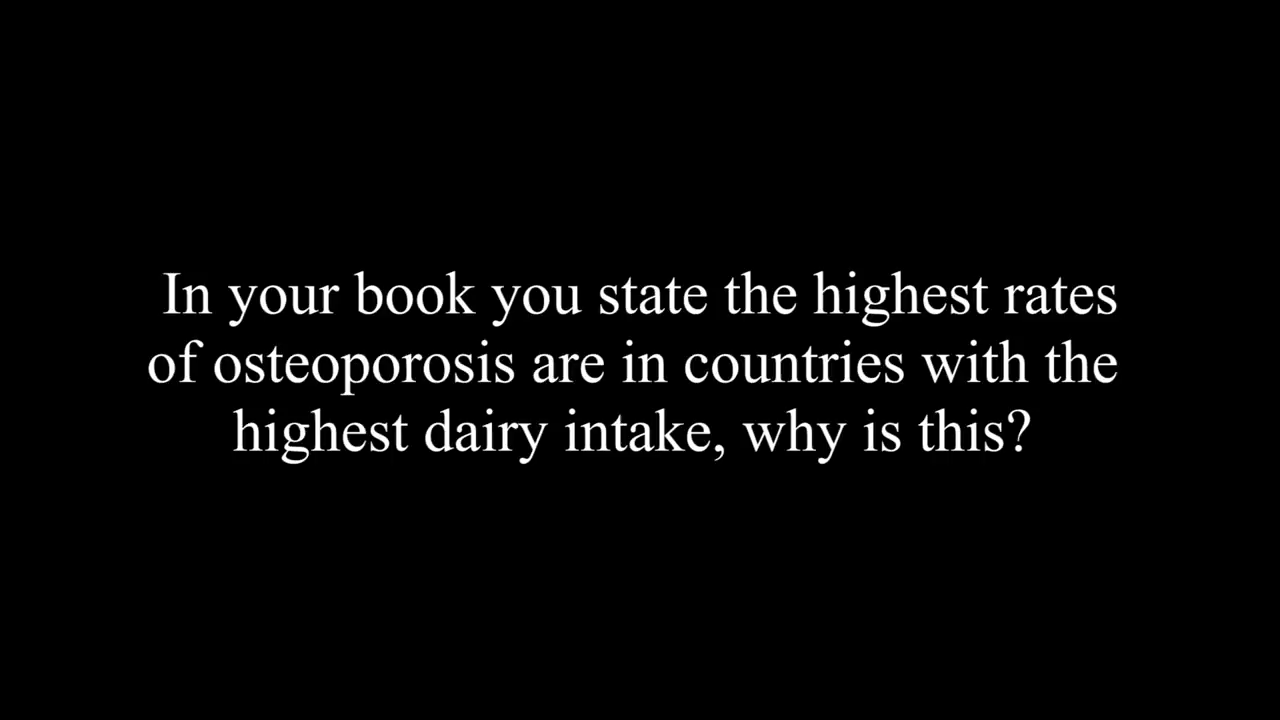 In your book you state the highest rates
of osteoporosis are in countries with the
highest dairy intake, why is this?